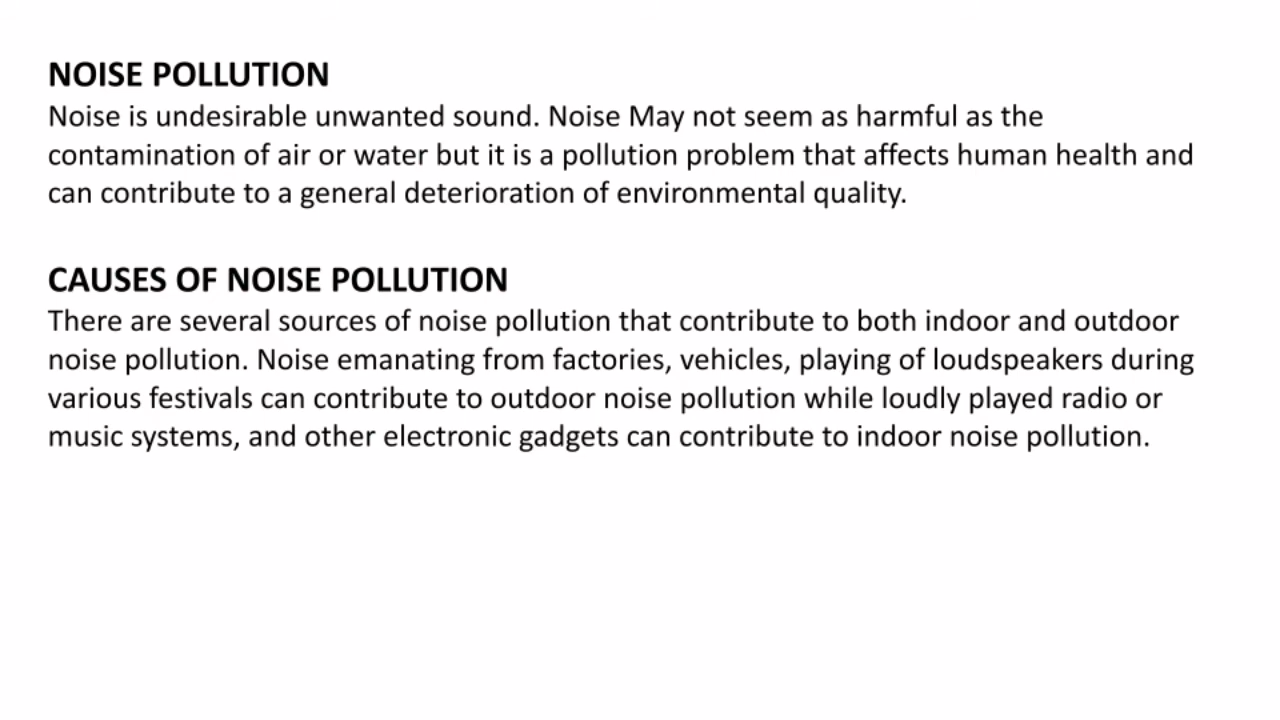 NOISE POLLUTION
Noise is undesirable unwanted sound. Noise May not seem as harmful as the
contamination of air or water but it is a pollution problem that affects human health and
can contribute to a general deterioration of environmental quality.
CAUSES OF NOISE POLLUTION
There are several sources of noise pollution that contribute to both indoor and outdoor
noise pollution. Noise emanating from factories, vehicles, playing of loudspeakers during
various festivals can contribute to outdoor noise pollution while loudly played radio or
music systems, and other electronic gadgets can contribute to indoor noise pollution.